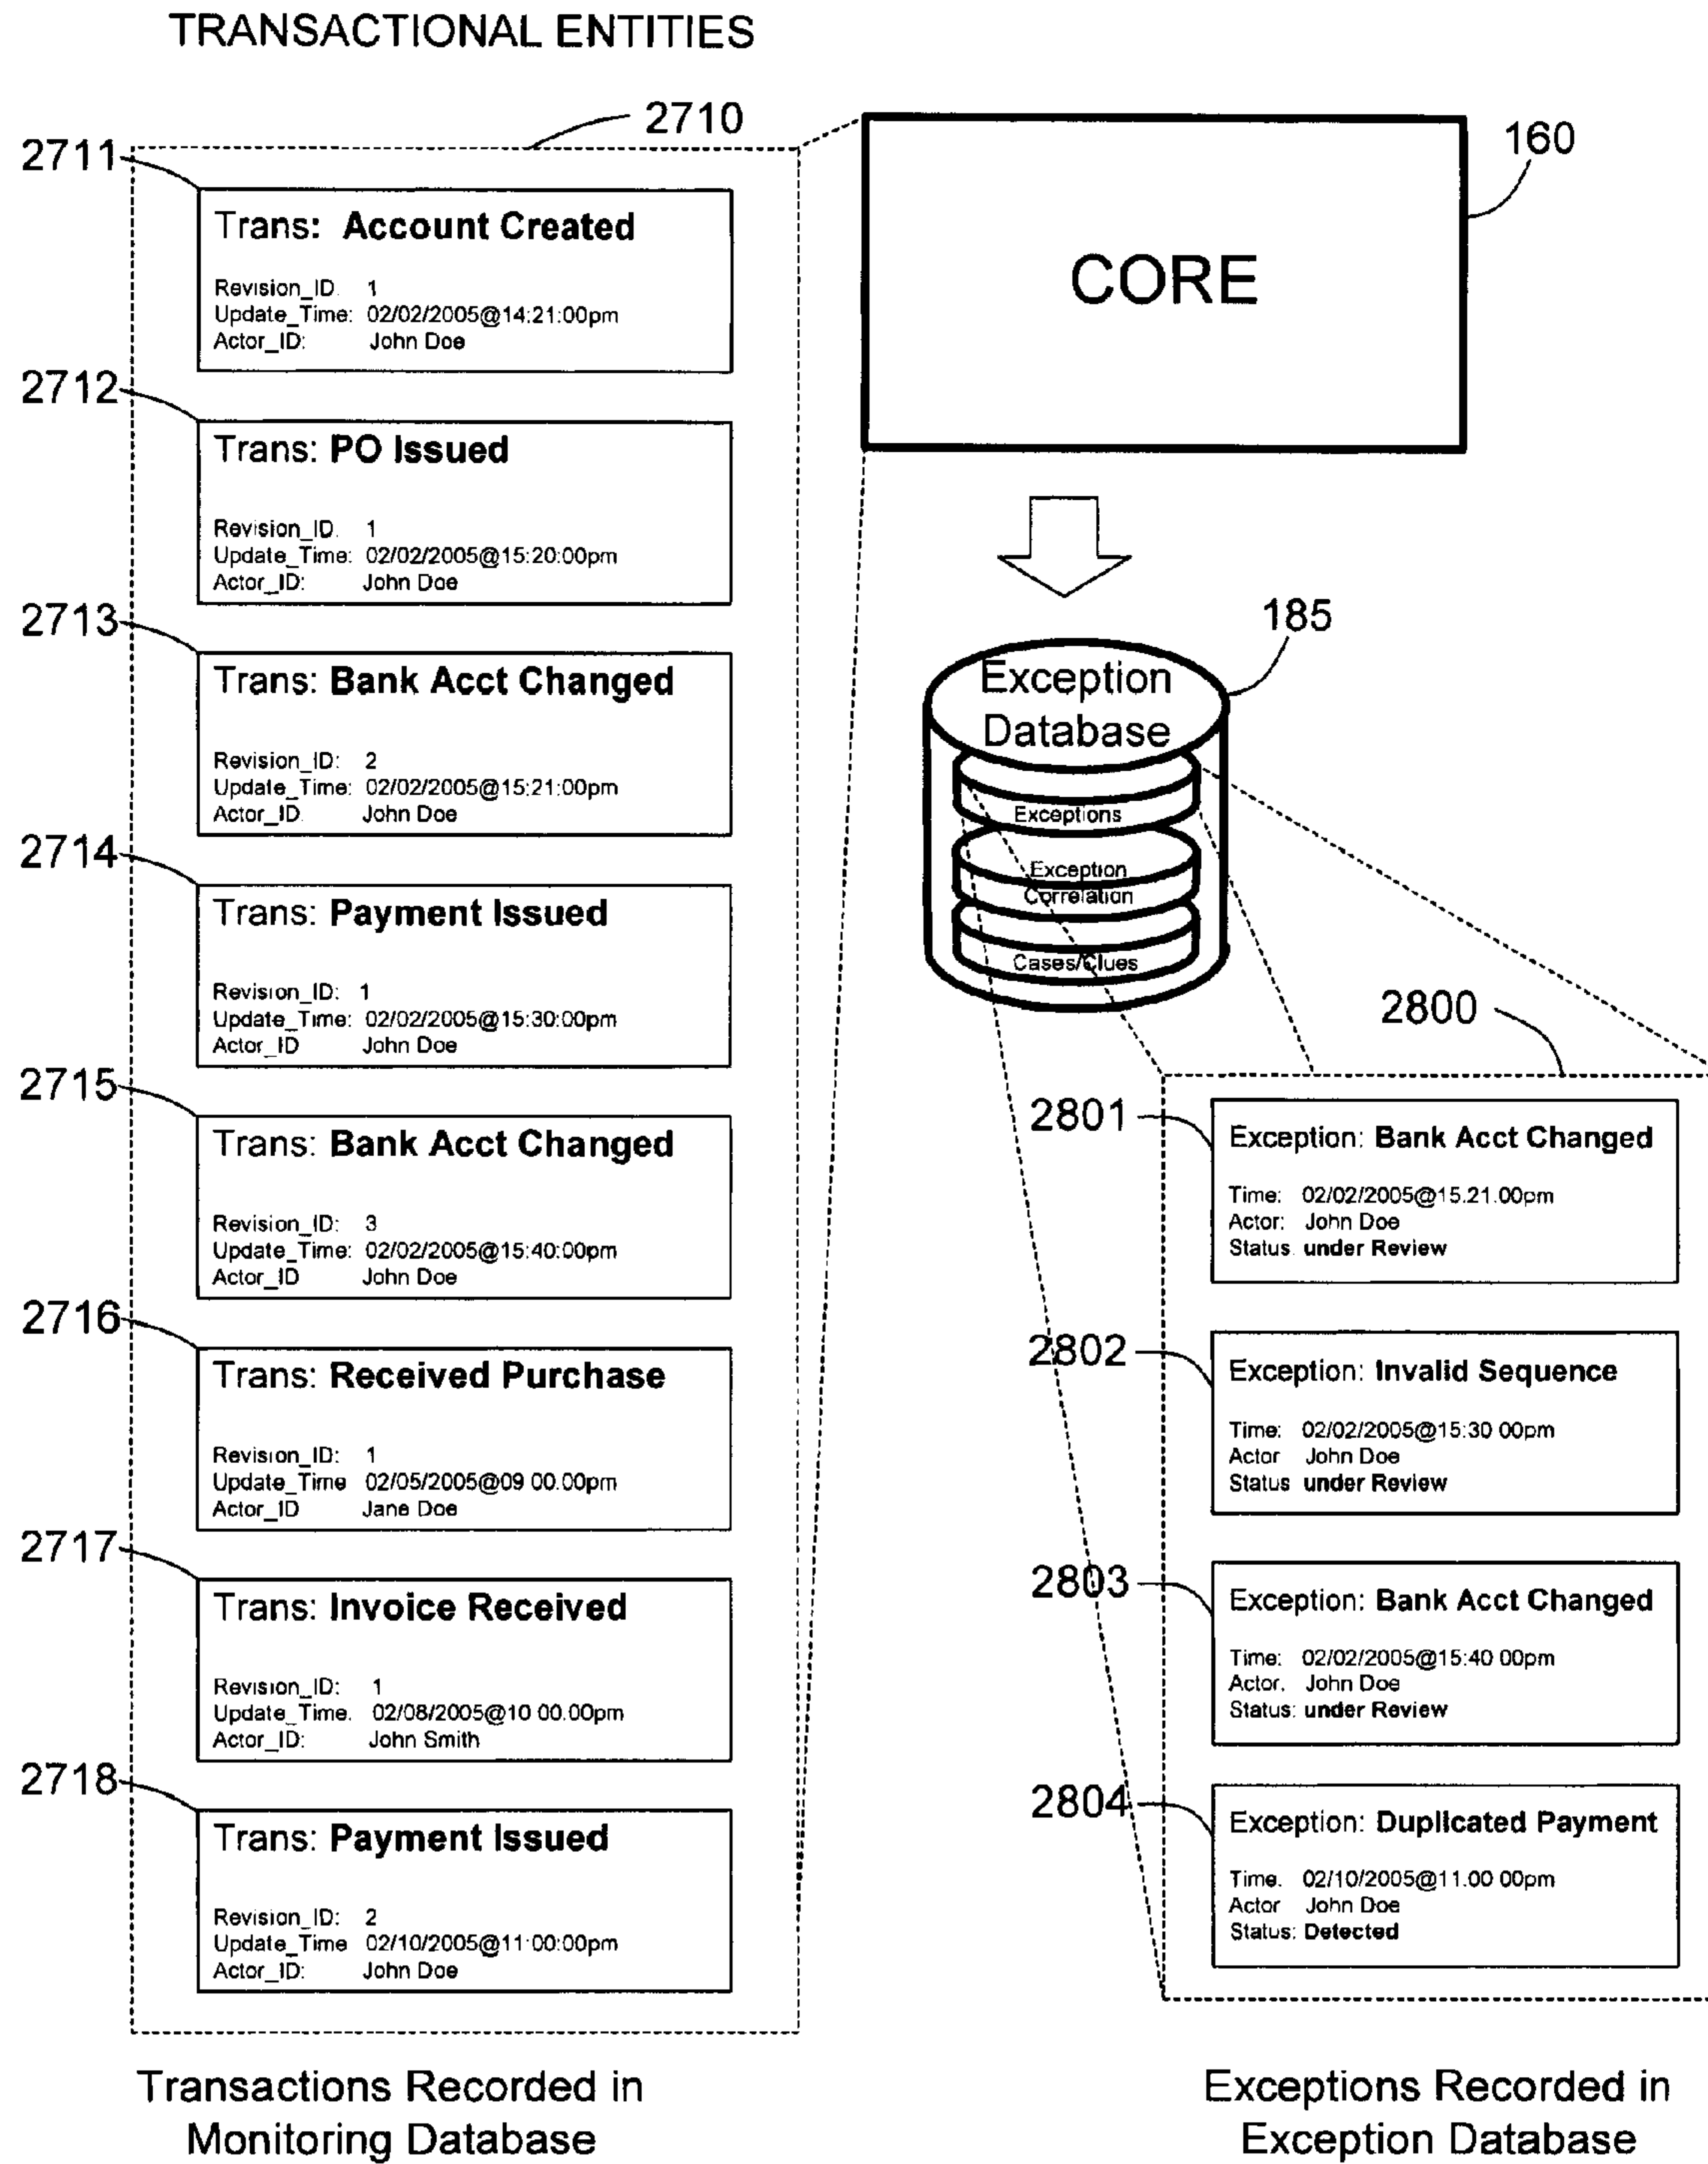 TRANSACTIONAL ENTITIES
2710
2711
Trans: Account Created
Revision_ID. 1
Update_Time: 02/02/2005@14:21:00pm
Actor_ID: John Doe
2712
Trans: PO Issued
Revision_ID. 1
Update_Time: 02/02/2005@15:20:00pm
Actor_ID: John Doe
2713
Trans: Bank Acct Changed
Revision_ID: 2
Update_Time: 02/02/2005@15:21:00pm
Actor_ID. John Doe
2714
Trans: Payment Issued
Revision_ID: 1
Update_Time: 02/02/2005@15:30:00pm
Actor_ID John Doe
2715
Trans: Bank Acct Changed
Revision_ID: 3
Update_Time: 02/02/2005@15:40:00pm
Actor_ID John Doe
2716
Trans: Received Purchase
Revision_ID: 1
Update_Time 02/05/2005@09 00.00pm
Actor_ID Jane Doe
2717
Trans: Invoice Received
Revision_ID: 1
Update_Time. 02/08/2005@10 00.00pm
Actor_ID: John Smith
2718
Trans: Payment Issued
Revision_ID: 2
Update_Time 02/10/2005@11:00:00pm
Actor_ID: John Doe
Transactions Recorded in
Monitoring Database
160
CORE
185
Exception
Database
Exceptions
Exception
Correlation
Cases/Clues
2800
2801
Exception: Bank Acct Changed
Time: 02/02/2005@15.21.00pm
Actor: John Doe
Status. under Review
2802
Exception: Invalid Sequence
Time: 02/02/2005@15:30 00pm
Actor John Doe
Status under Review
2803
Exception: Bank Acct Changed
Time: 02/02/2005@15:40 00pm
Actor. John Doe
Status: under Review
2804
Exception: Duplicated Payment
Time. 02/10/2005@11.00 00pm
Actor John Doe
Status: Detected
Exceptions Recorded in
Exception Database